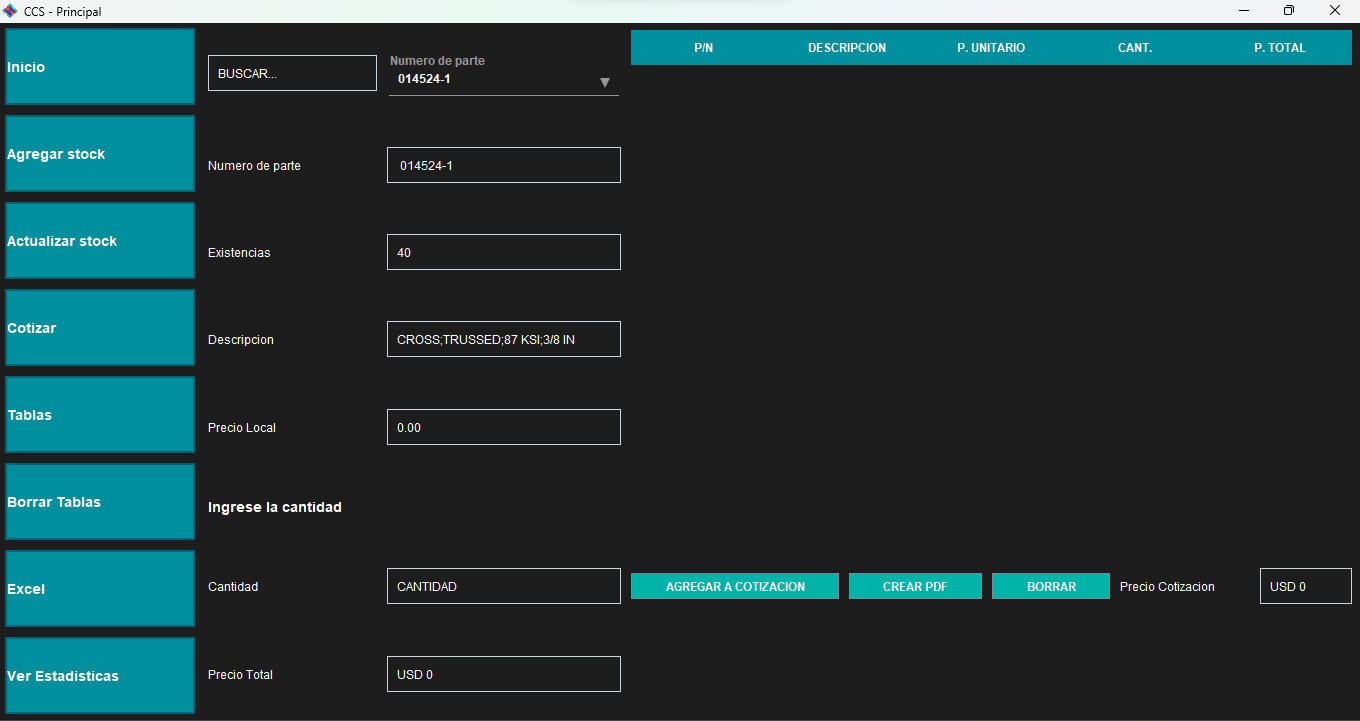 CCS - Principal
Inicio
Agregar stock
Actualizar stock
Cotizar
Tablas
Borrar Tablas
Excel
Ver Estadisticas
BUSCAR...
Numero de parte
014524-1
Numero de parte
014524-1
Existencias
40
Descripcion
CROSS;TRUSSED;87 KSI;3/8 IN
Precio Local
0.00
Ingrese la cantidad
Cantidad
CANTIDAD
Precio Total
USD 0
P/N DESCRIPCION P. UNITARIO CANT. P. TOTAL
AGREGAR A COTIZACION CREAR PDF BORRAR Precio Cotizacion USD 0